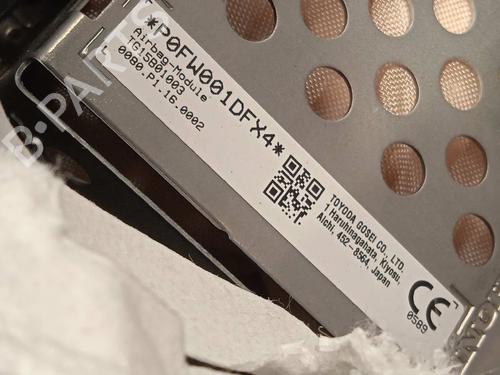 *P0FW001DFX4*
Airbag-Module
TG15B01003
0080.P1.16.0002
TOYODA GOSEI CO., LTD.
1 Haruhinagahata, Kiyosu,
Aichi, 452-8564, Japan
CE
0589
B-PARTS